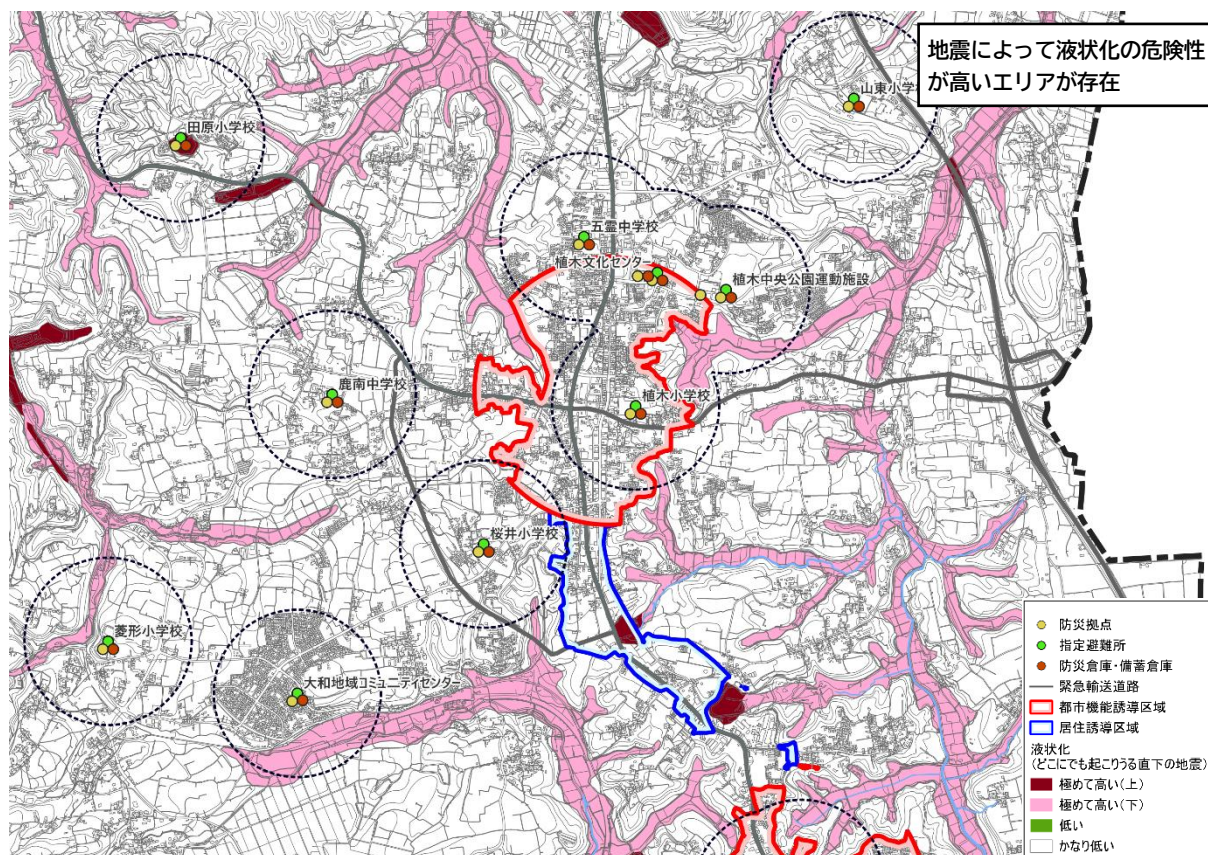 地震によって液状化の危険性
が高いエリアが存在
山東小学校
田原小学校
五霊中学校
植木文化センター
植木中央公園運動施設
鹿南中学校
植木小学校
桜井小学校
菱形小学校
大和地域コミュニティセンター
防災拠点
指定避難所
防災倉庫・備蓄倉庫
緊急輸送道路
都市機能誘導区域
居住誘導区域
液状化
(どこにでも起こりうる直下の地震)
極めて高い(上)
極めて高い(下)
低い
かなり低い